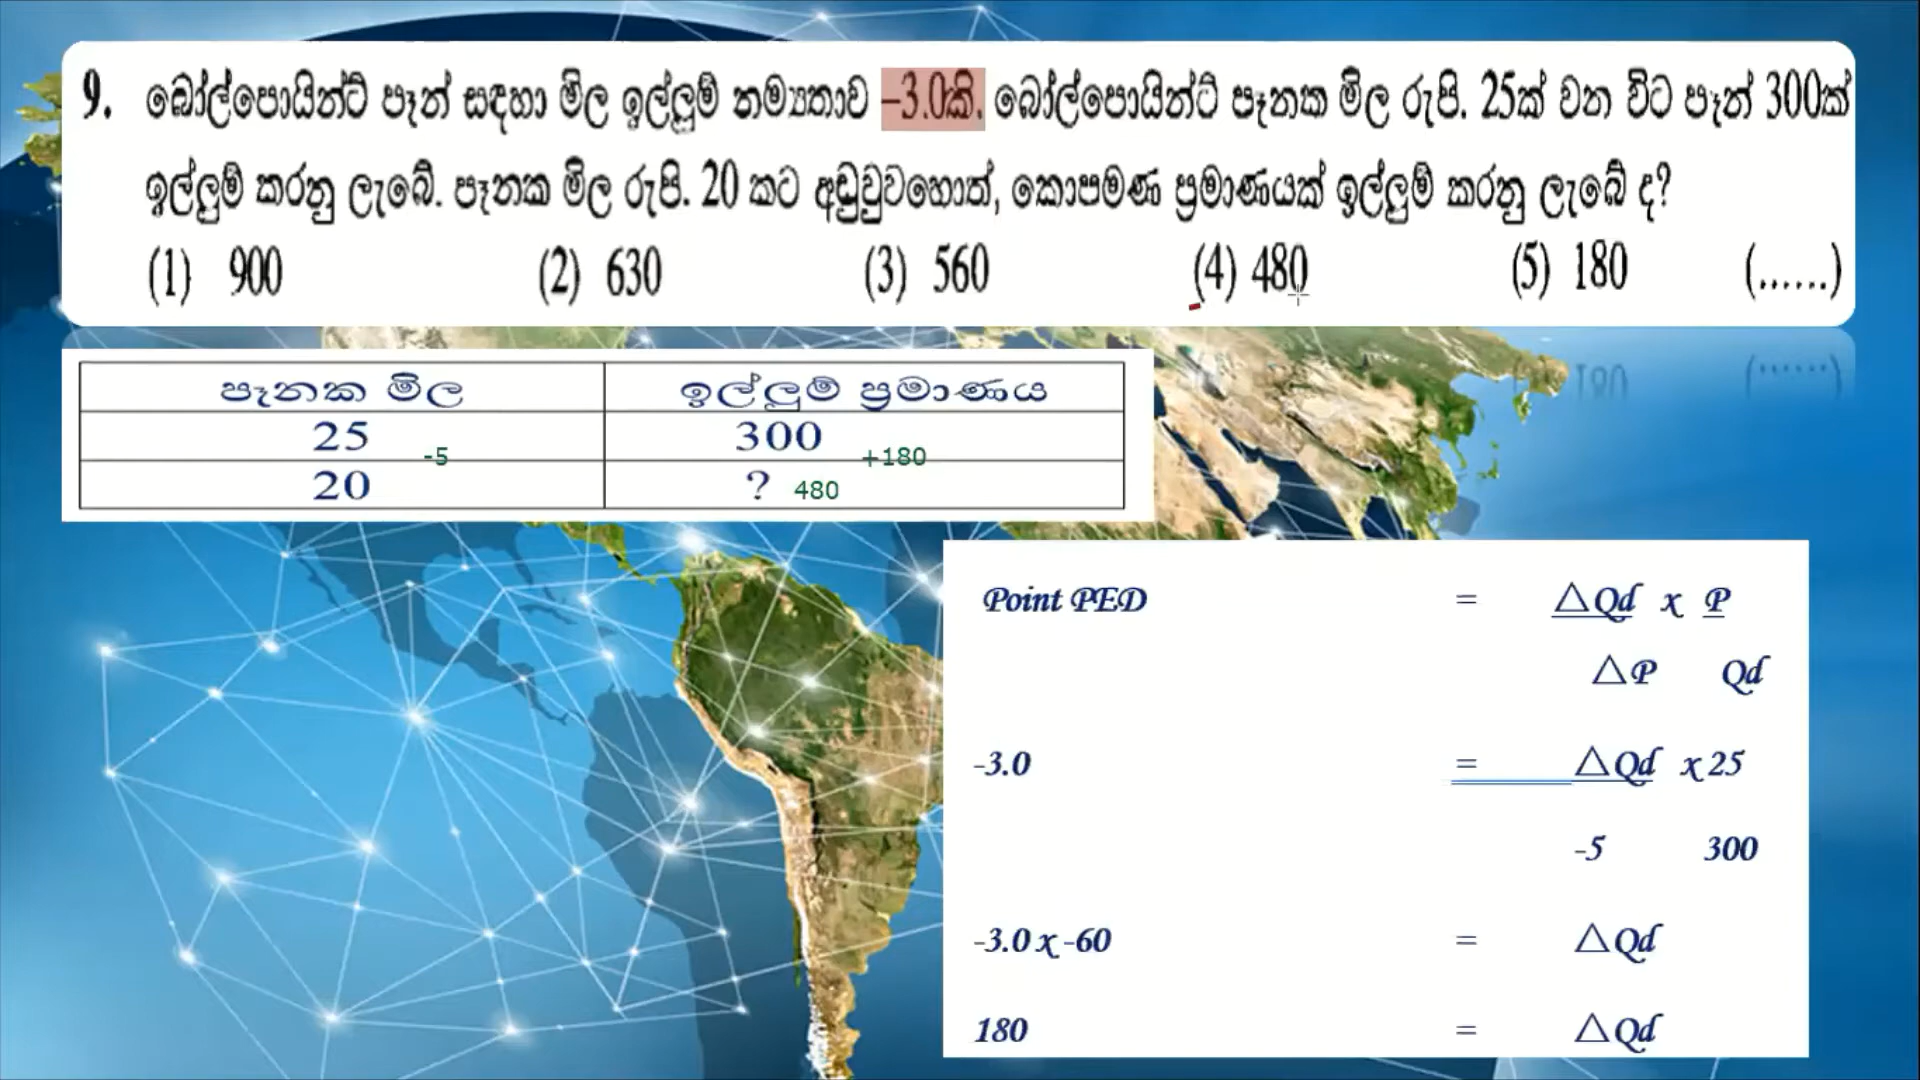 9. බෝල්පොයින්ට් පෑන් සඳහා මිල ඉල්ලුම් නම්‍යතාව –3.0කි. බෝල්පොයින්ට් පෑනක මිල රුපි. 25ක් වන විට පෑන් 300ක්
ඉල්ලුම් කරනු ලැබේ. පෑනක මිල රුපි. 20 කට අඩුවුවහොත්, කොපමණ ප්‍රමාණයක් ඉල්ලුම් කරනු ලැබේ ද?
(1) 900 (2) 630 (3) 560 (4) 480 (5) 180 (......)
පෑනක මිල ඉල්ලුම් ප්‍රමාණය
25 -5 300 +180
20 ? 480
Point PED = △Qd x P
△P Qd
-3.0 = △Qd x 25
-5 300
-3.0 x -60 = △Qd
180 = △Qd